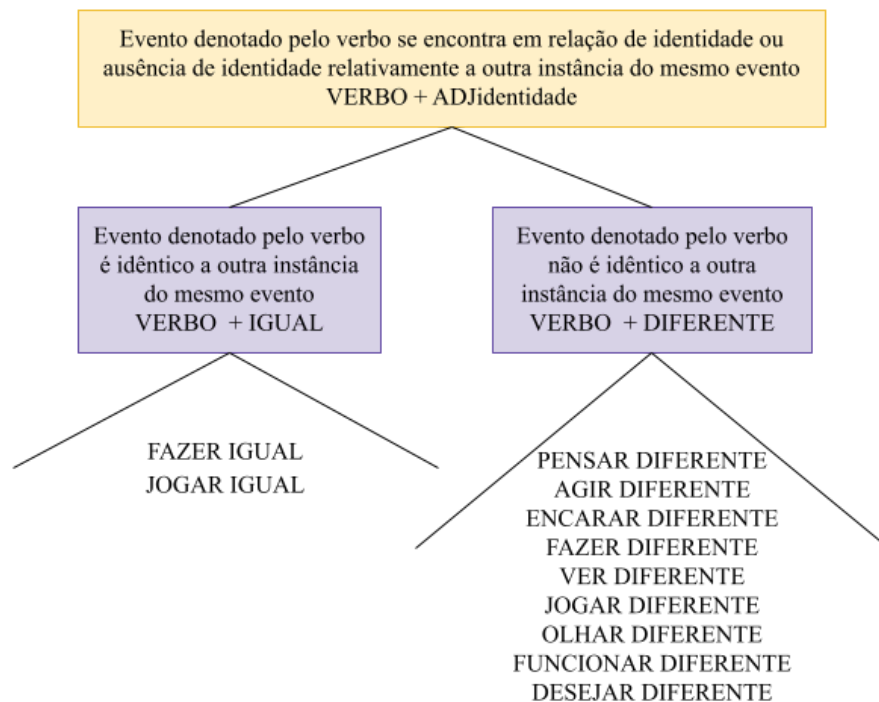 Evento denotado pelo verbo se encontra em relação de identidade ou
ausência de identidade relativamente a outra instância do mesmo evento
VERBO + ADJidentidade
Evento denotado pelo verbo
é idêntico a outra instância
do mesmo evento
VERBO + IGUAL
Evento denotado pelo verbo
não é idêntico a outra
instância do mesmo evento
VERBO + DIFERENTE
FAZER IGUAL
JOGAR IGUAL
PENSAR DIFERENTE
AGIR DIFERENTE
ENCARAR DIFERENTE
FAZER DIFERENTE
VER DIFERENTE
JOGAR DIFERENTE
OLHAR DIFERENTE
FUNCIONAR DIFERENTE
DESEJAR DIFERENTE